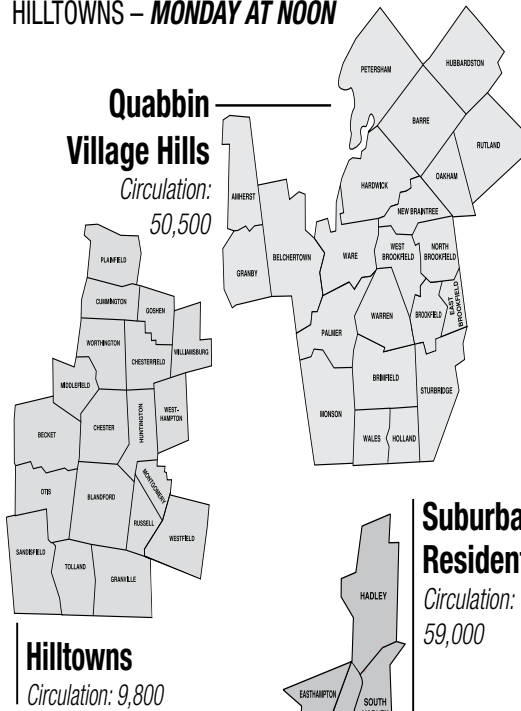 HILLTOWNS – MONDAY AT NOON
Quabbin
Village Hills
Circulation:
50,500
PETERSHAM
HUBBARDSTON
BARRE
RUTLAND
OAKHAM
HARDWICK
NEW BRAINTREE
AMHERST
BELCHERTOWN
GRANBY
WARE
WEST
BROOKFIELD
NORTH
BROOKFIELD
EAST
BROOKFIELD
WARREN
BROOKFIELD
PALMER
BRIMFIELD
STURBRIDGE
MONSON
WALES
HOLLAND
PLAINFIELD
CUMMINGTON
GOSHEN
WORTHINGTON
CHESTERFIELD
WILLIAMSBURG
MIDDLEFIELD
HUNTINGTON
WEST-
HAMPTON
BECKET
CHESTER
MONTGOMERY
OTIS
BLANDFORD
RUSSELL
WESTFIELD
SANDISFIELD
TOLLAND
GRANVILLE
Hilltowns
Circulation: 9,800
Suburba
Residen
Circulation:
59,000
HADLEY
EASTHAMPTON
SOUTH